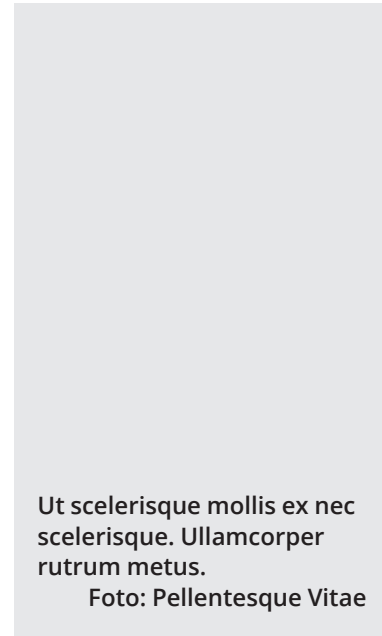 Ut scelerisque mollis ex nec
scelerisque. Ullamcorper
rutrum metus.
Foto: Pellentesque Vitae